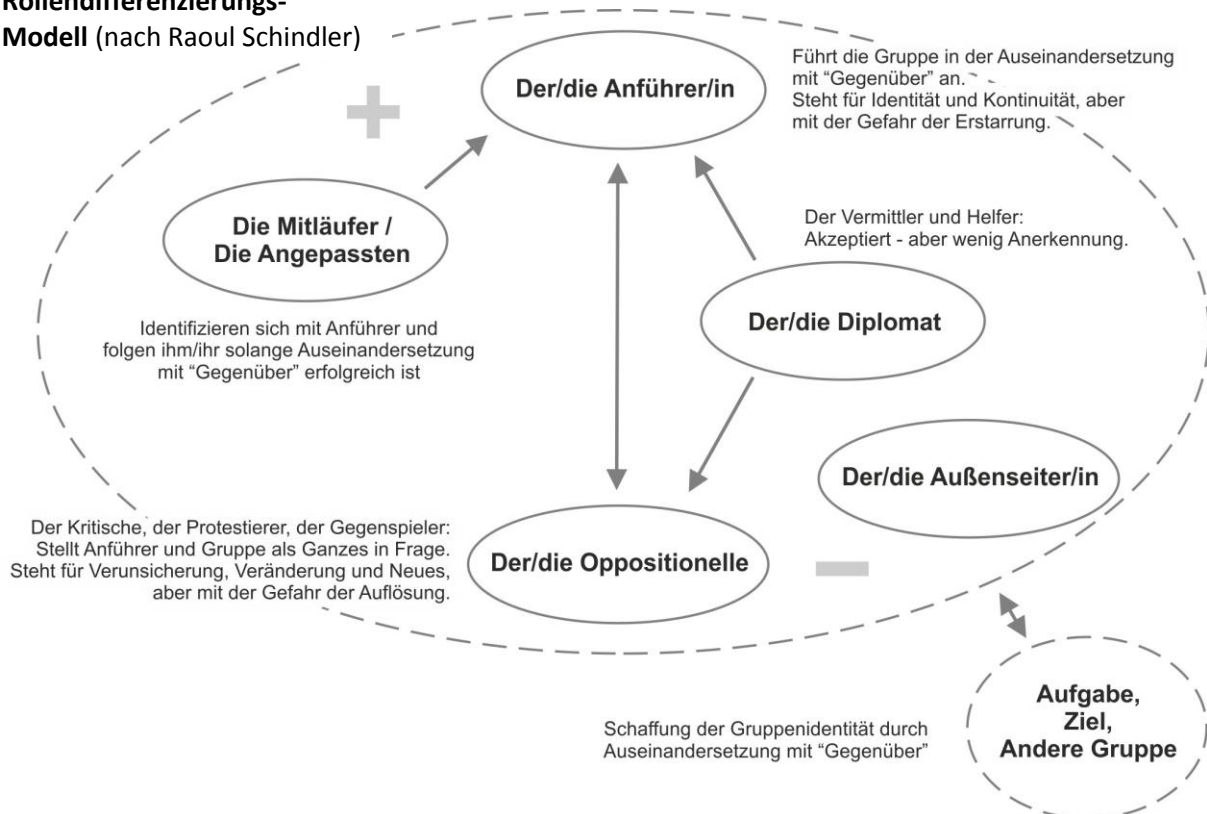 Rollendifferenzierungs-
Modell (nach Raoul Schindler)
Der/die Anführer/in
Führt die Gruppe in der Auseinandersetzung
mit “Gegenüber” an.
Steht für Identität und Kontinuität, aber
mit der Gefahr der Erstarrung.
Die Mitläufer /
Die Angepassten
Identifizieren sich mit Anführer und
folgen ihm/ihr solange Auseinandersetzung
mit “Gegenüber” erfolgreich ist
Der Vermittler und Helfer:
Akzeptiert - aber wenig Anerkennung.
Der/die Diplomat
Der/die Außenseiter/in
Der Kritische, der Protestierer, der Gegenspieler:
Stellt Anführer und Gruppe als Ganzes in Frage.
Steht für Verunsicherung, Veränderung und Neues,
aber mit der Gefahr der Auflösung.
Der/die Oppositionelle
Schaffung der Gruppenidentität durch
Auseinandersetzung mit “Gegenüber”
Aufgabe,
Ziel,
Andere Gruppe